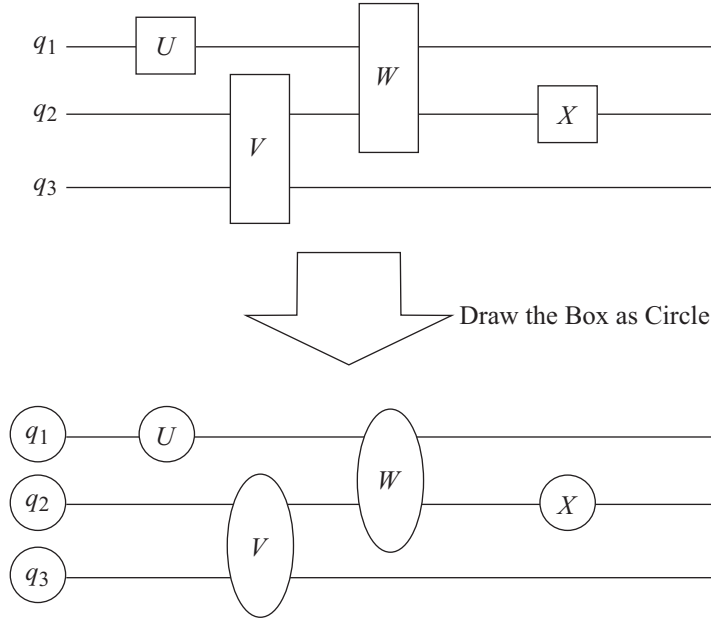 q1 U W
q2 X
V
q3
Draw the Box as Circle
q1 U
W
q2 X
V
q3